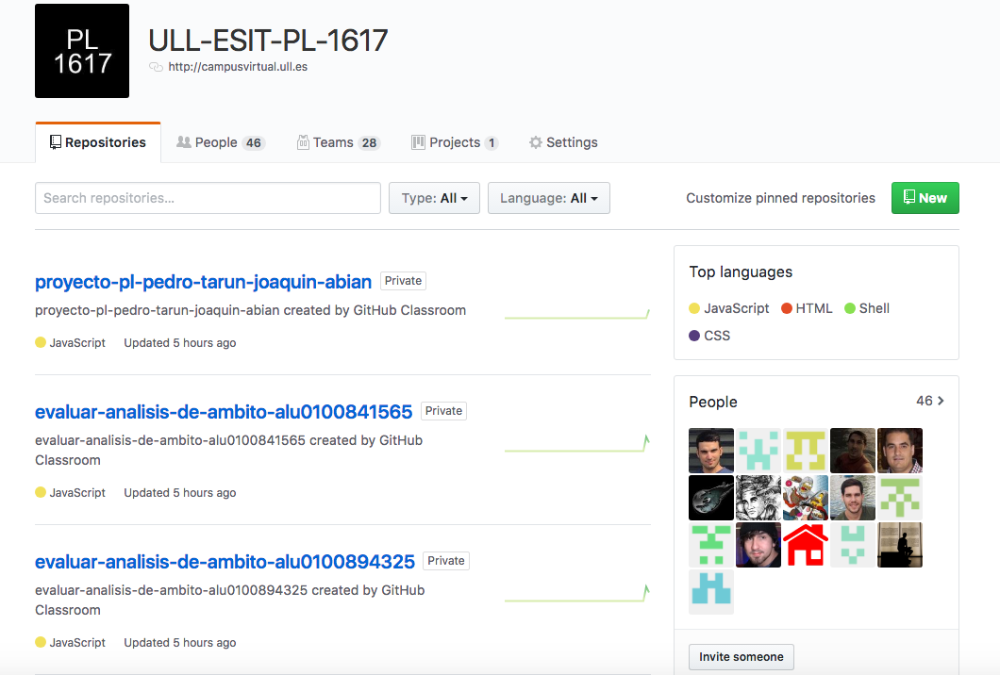 PL
1617
ULL-ESIT-PL-1617
http://campusvirtual.ull.es
Repositories
People 46
Teams 28
Projects 1
Settings
Search repositories...
Type: All
Language: All
Customize pinned repositories
New
proyecto-pl-pedro-tarun-joaquin-abian Private
proyecto-pl-pedro-tarun-joaquin-abian created by GitHub Classroom
JavaScript Updated 5 hours ago
evaluar-analisis-de-ambito-alu0100841565 Private
evaluar-analisis-de-ambito-alu0100841565 created by GitHub
Classroom
JavaScript Updated 5 hours ago
evaluar-analisis-de-ambito-alu0100894325 Private
evaluar-analisis-de-ambito-alu0100894325 created by GitHub
Classroom
JavaScript Updated 5 hours ago
Top languages
JavaScript HTML Shell
CSS
People 46
Invite someone